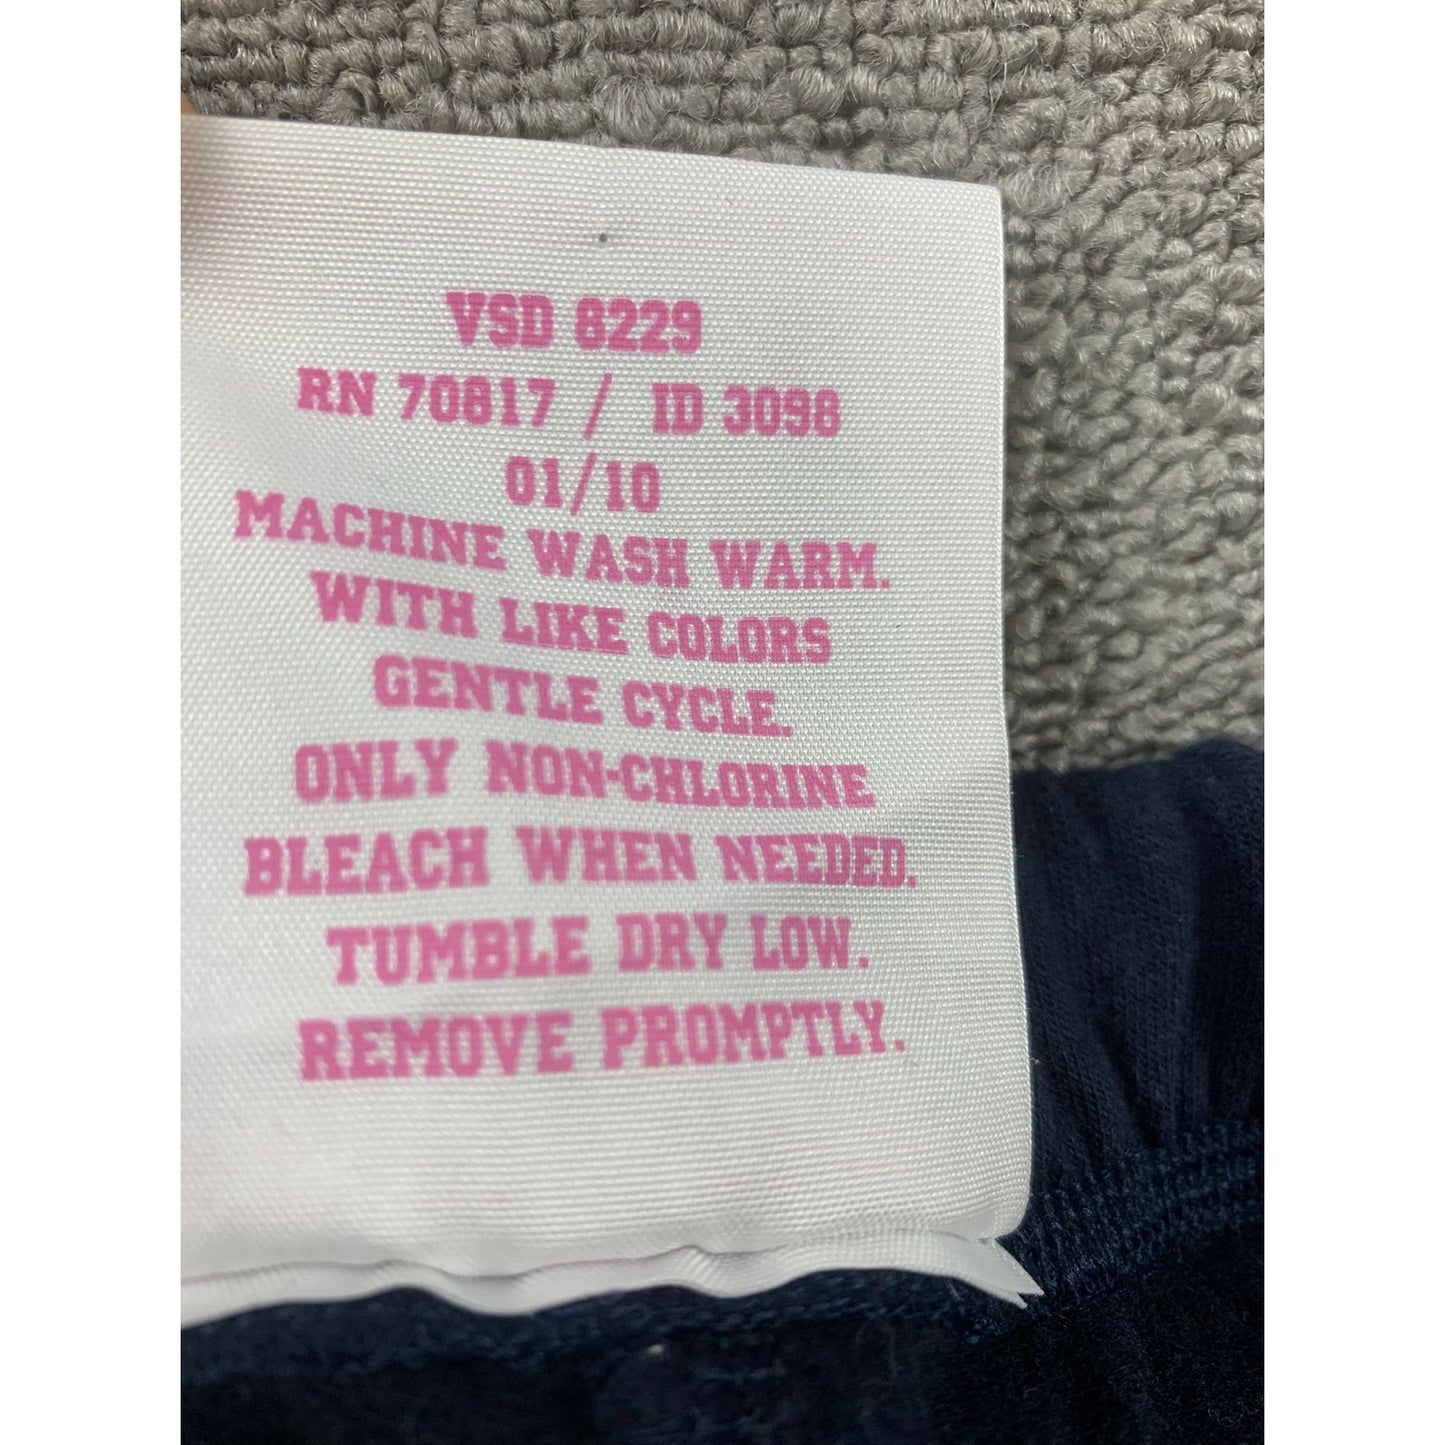 VSD 8229
RN 70817 / ID 3098
01/10
MACHINE WASH WARM.
WITH LIKE COLORS
GENTLE CYCLE.
ONLY NON-CHLORINE
BLEACH WHEN NEEDED.
TUMBLE DRY LOW.
REMOVE PROMPTLY.